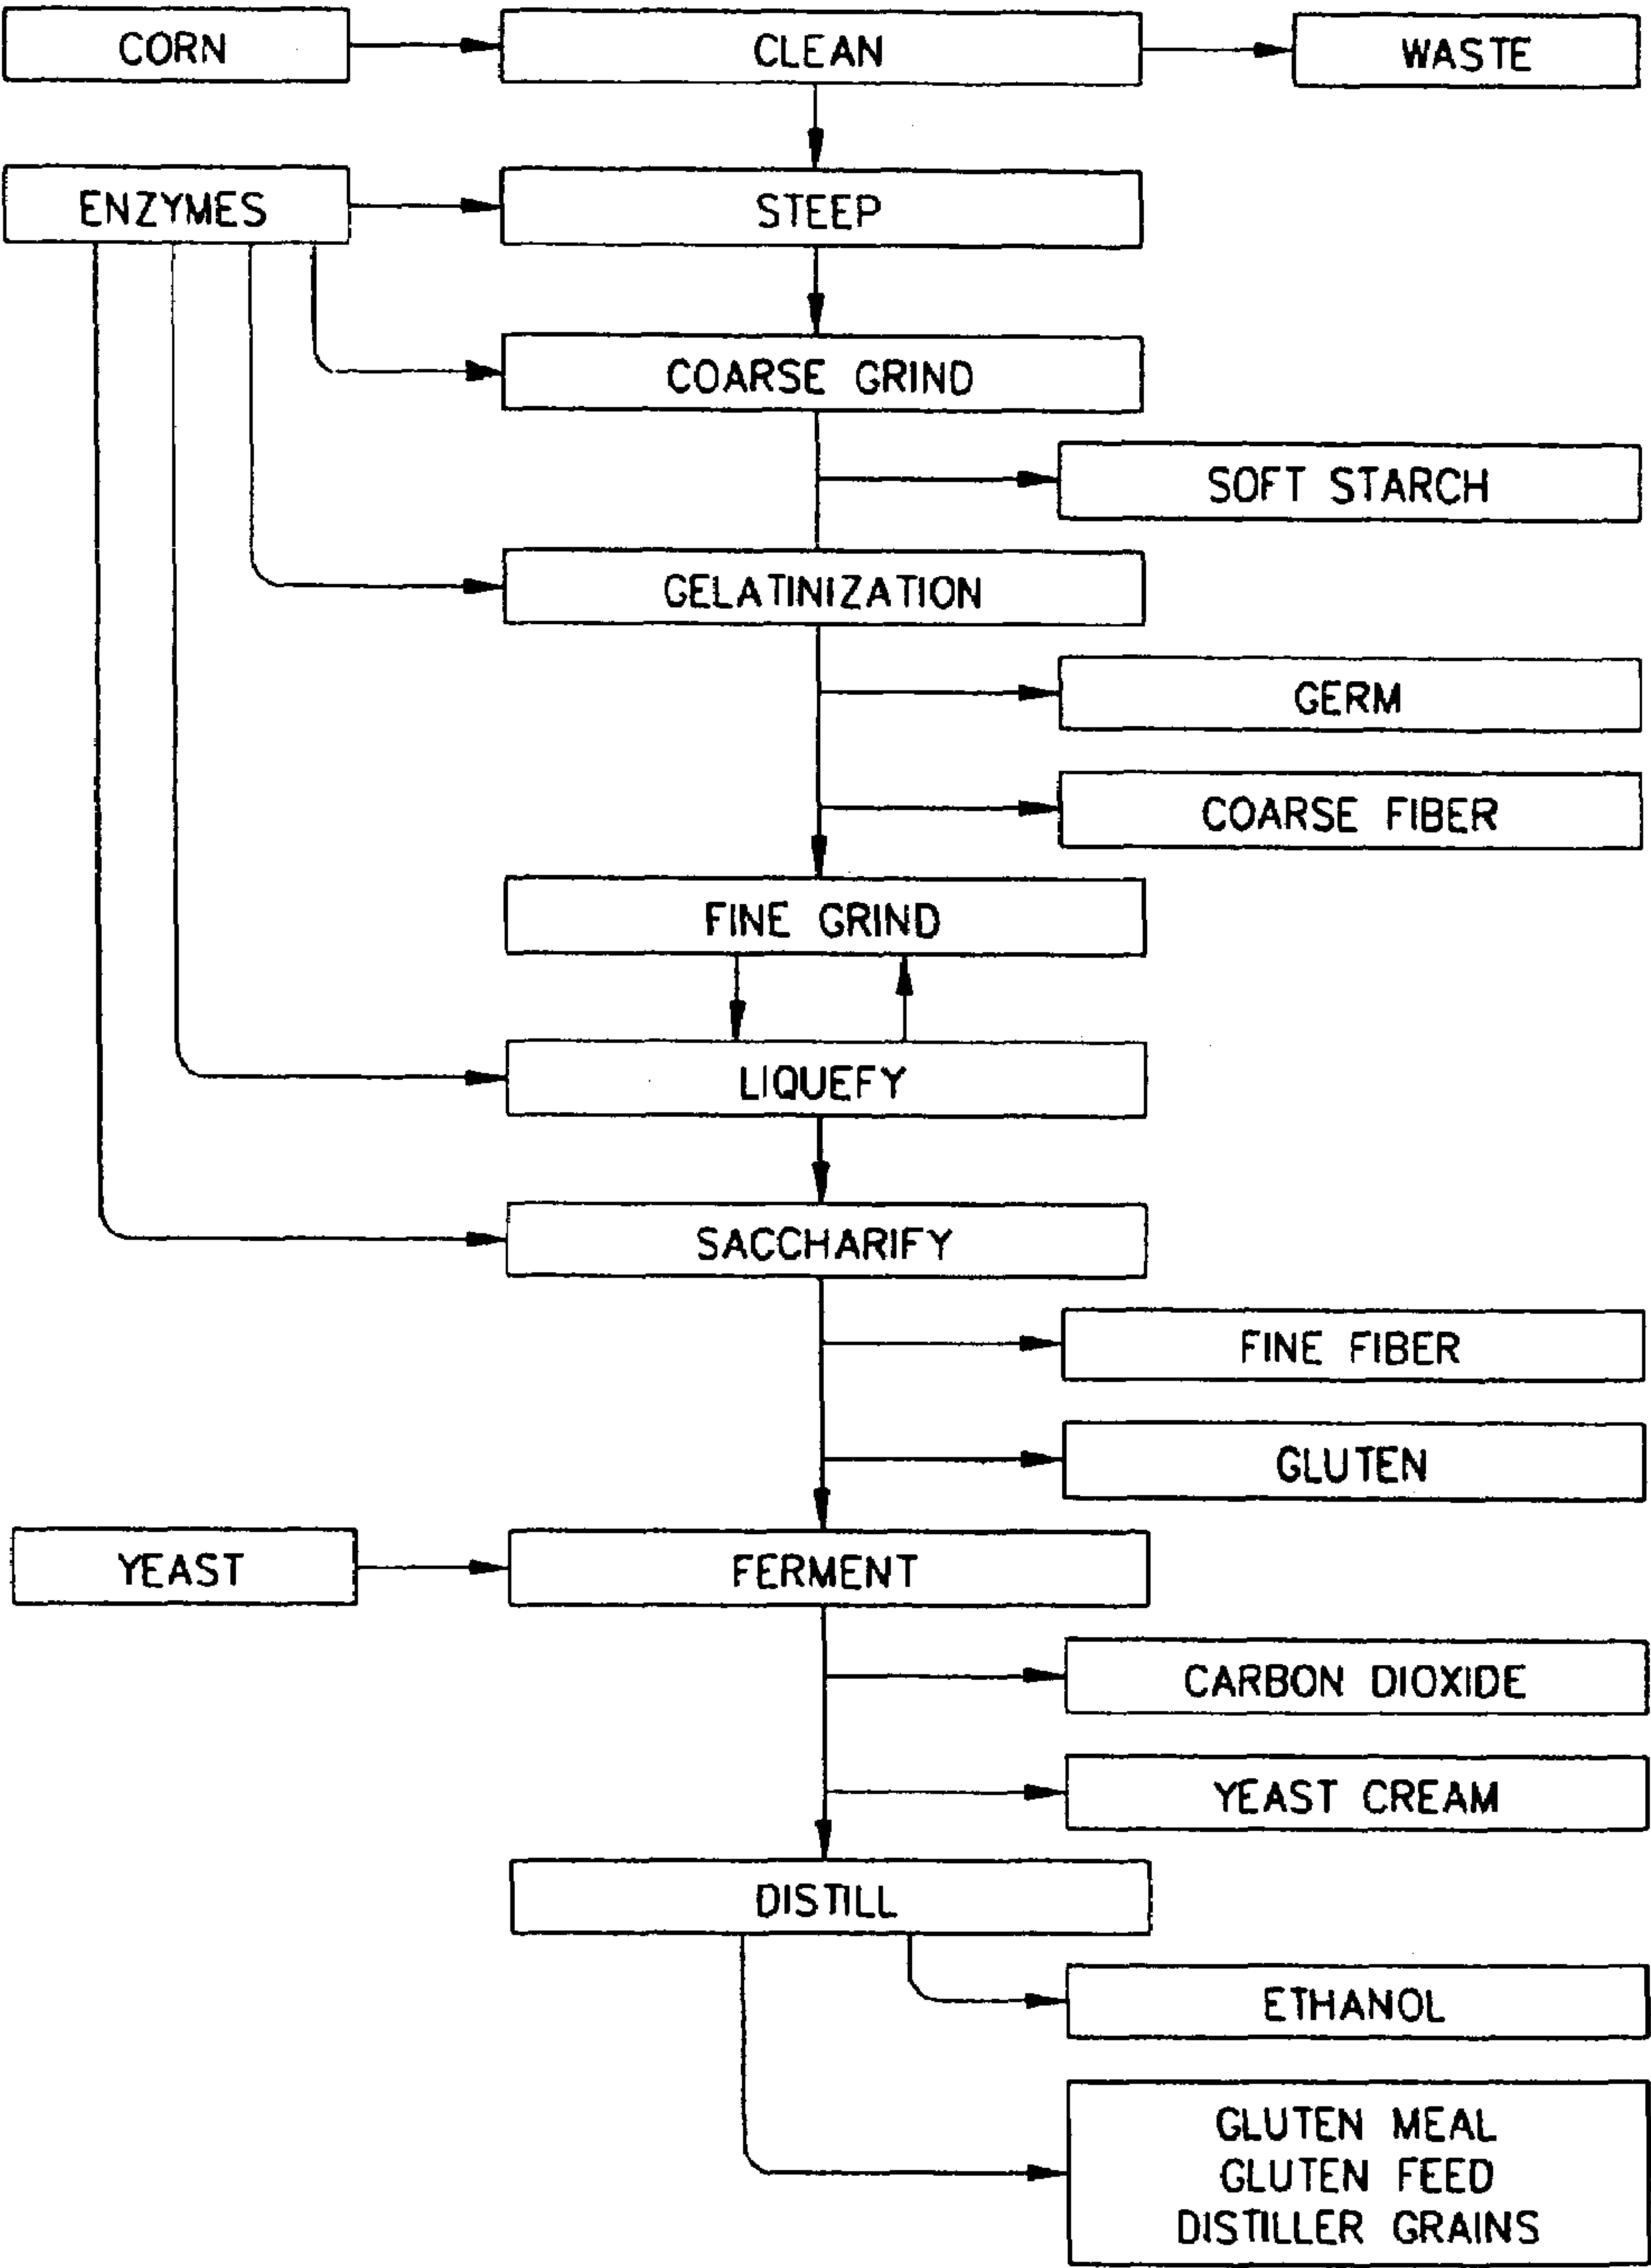 CORN
CLEAN
WASTE
ENZYMES
STEEP
COARSE GRIND
SOFT STARCH
GELATINIZATION
GERM
COARSE FIBER
FINE GRIND
LIQUEFY
SACCHARIFY
FINE FIBER
GLUTEN
YEAST
FERMENT
CARBON DIOXIDE
YEAST CREAM
DISTILL
ETHANOL
GLUTEN MEAL
GLUTEN FEED
DISTILLER GRAINS